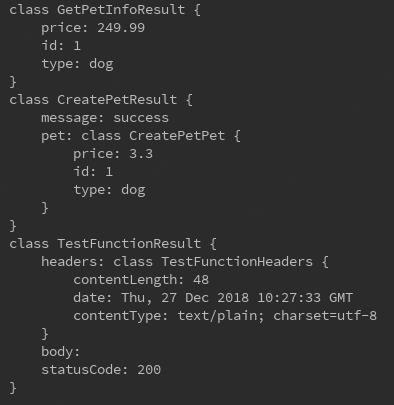 class GetPetInfoResult {
    price: 249.99
    id: 1
    type: dog
}
class CreatePetResult {
    message: success
    pet: class CreatePetPet {
        price: 3.3
        id: 1
        type: dog
    }
}
class TestFunctionResult {
    headers: class TestFunctionHeaders {
        contentLength: 48
        date: Thu, 27 Dec 2018 10:27:33 GMT
        contentType: text/plain; charset=utf-8
    }
    body:
    statusCode: 200
}